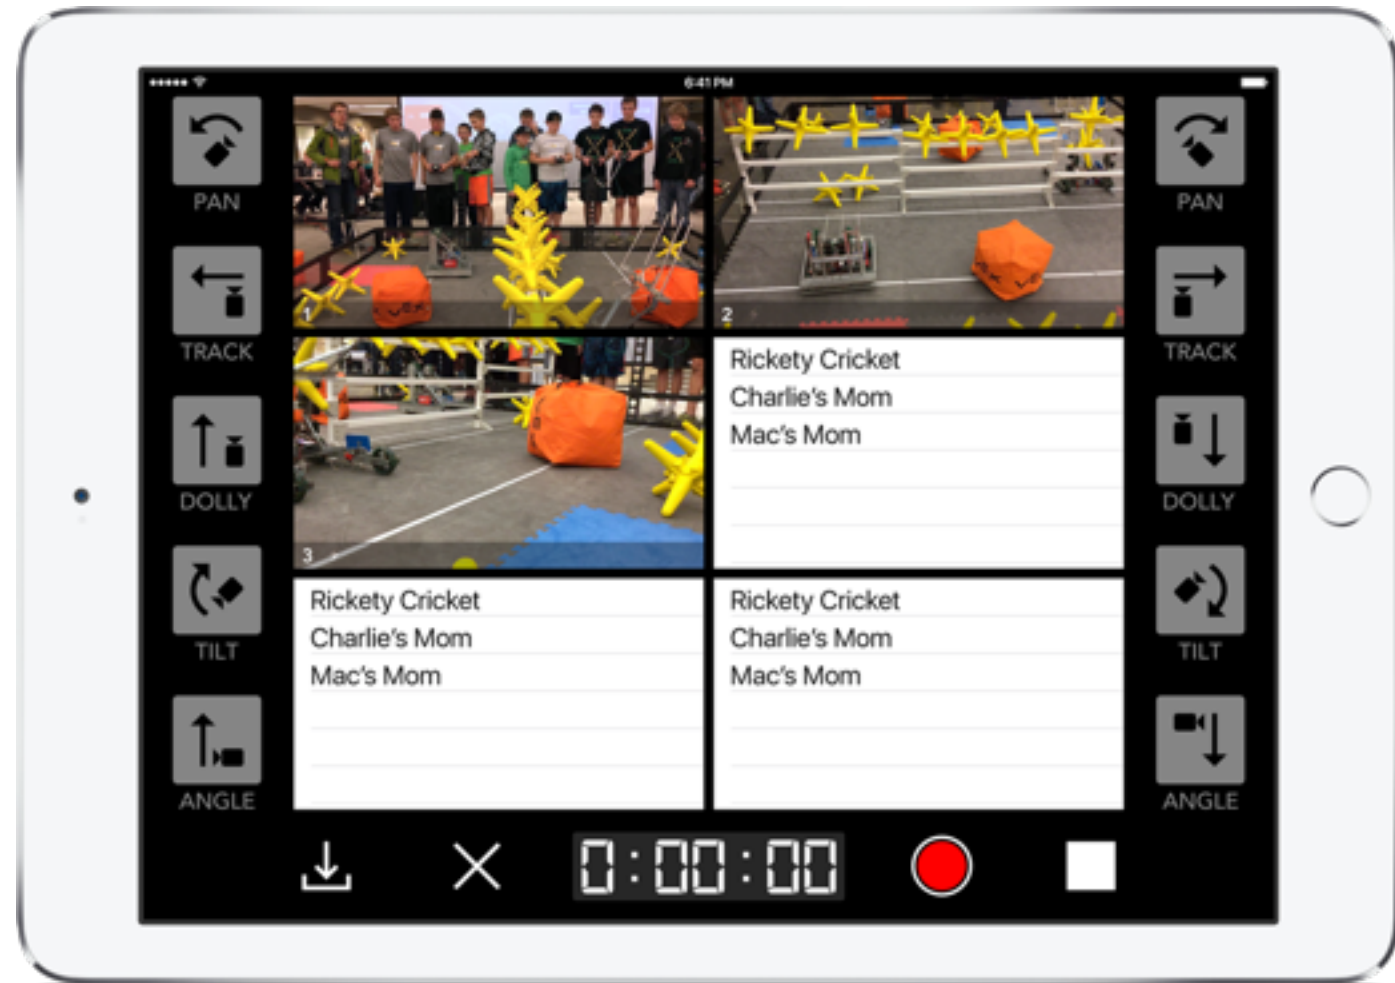 6:41 PM
PAN
PAN
1
VEX
2
TRACK
TRACK
Rickety Cricket
Charlie's Mom
Mac's Mom
DOLLY
DOLLY
3
TILT
TILT
Rickety Cricket
Charlie's Mom
Mac's Mom
Rickety Cricket
Charlie's Mom
Mac's Mom
ANGLE
ANGLE
0:00:00